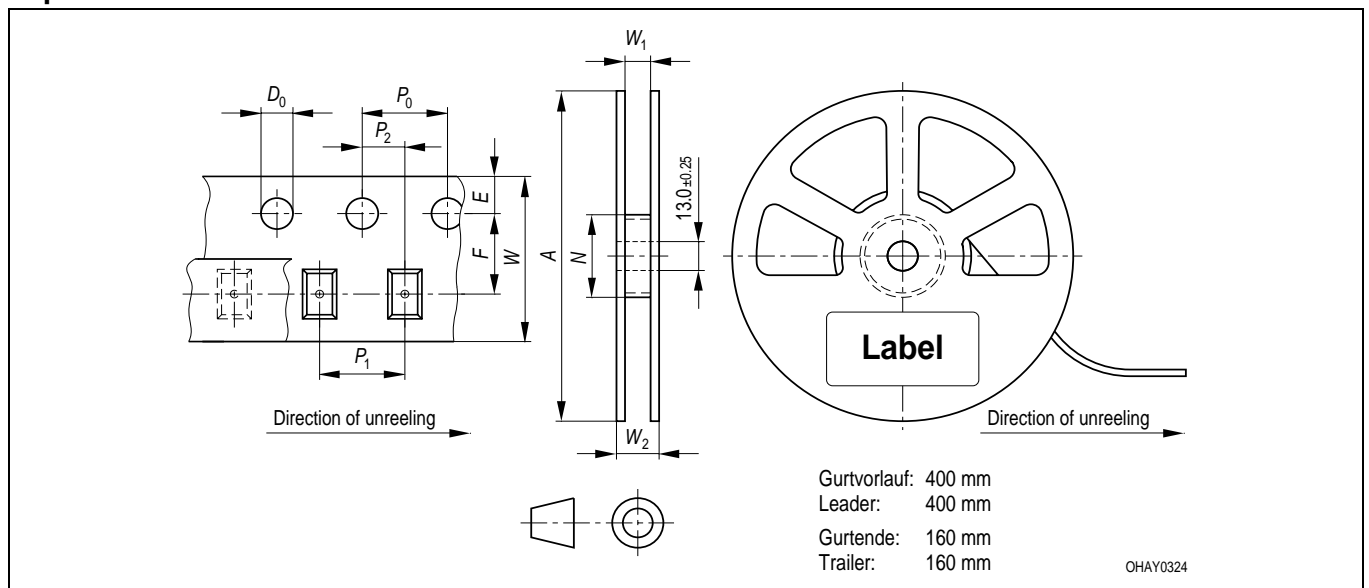 W1
D0
P0
P2
E
F
W
A
N
13.0 ±0.25
P1
W2
Label
Direction of unreeling
Direction of unreeling
Gurtvorlauf: 400 mm
Leader: 400 mm
Gurtende: 160 mm
Trailer: 160 mm
OHAY0324